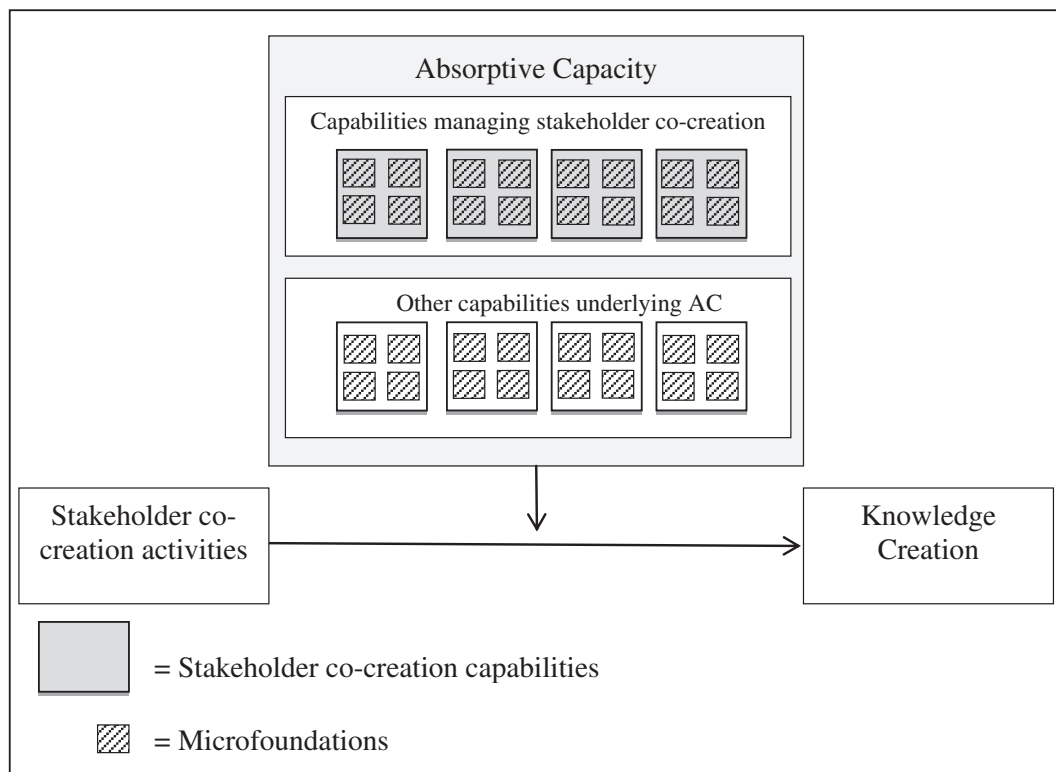 Absorptive Capacity
Capabilities managing stakeholder co-creation
Other capabilities underlying AC
Stakeholder co-
creation activities
Knowledge
Creation
= Stakeholder co-creation capabilities
= Microfoundations